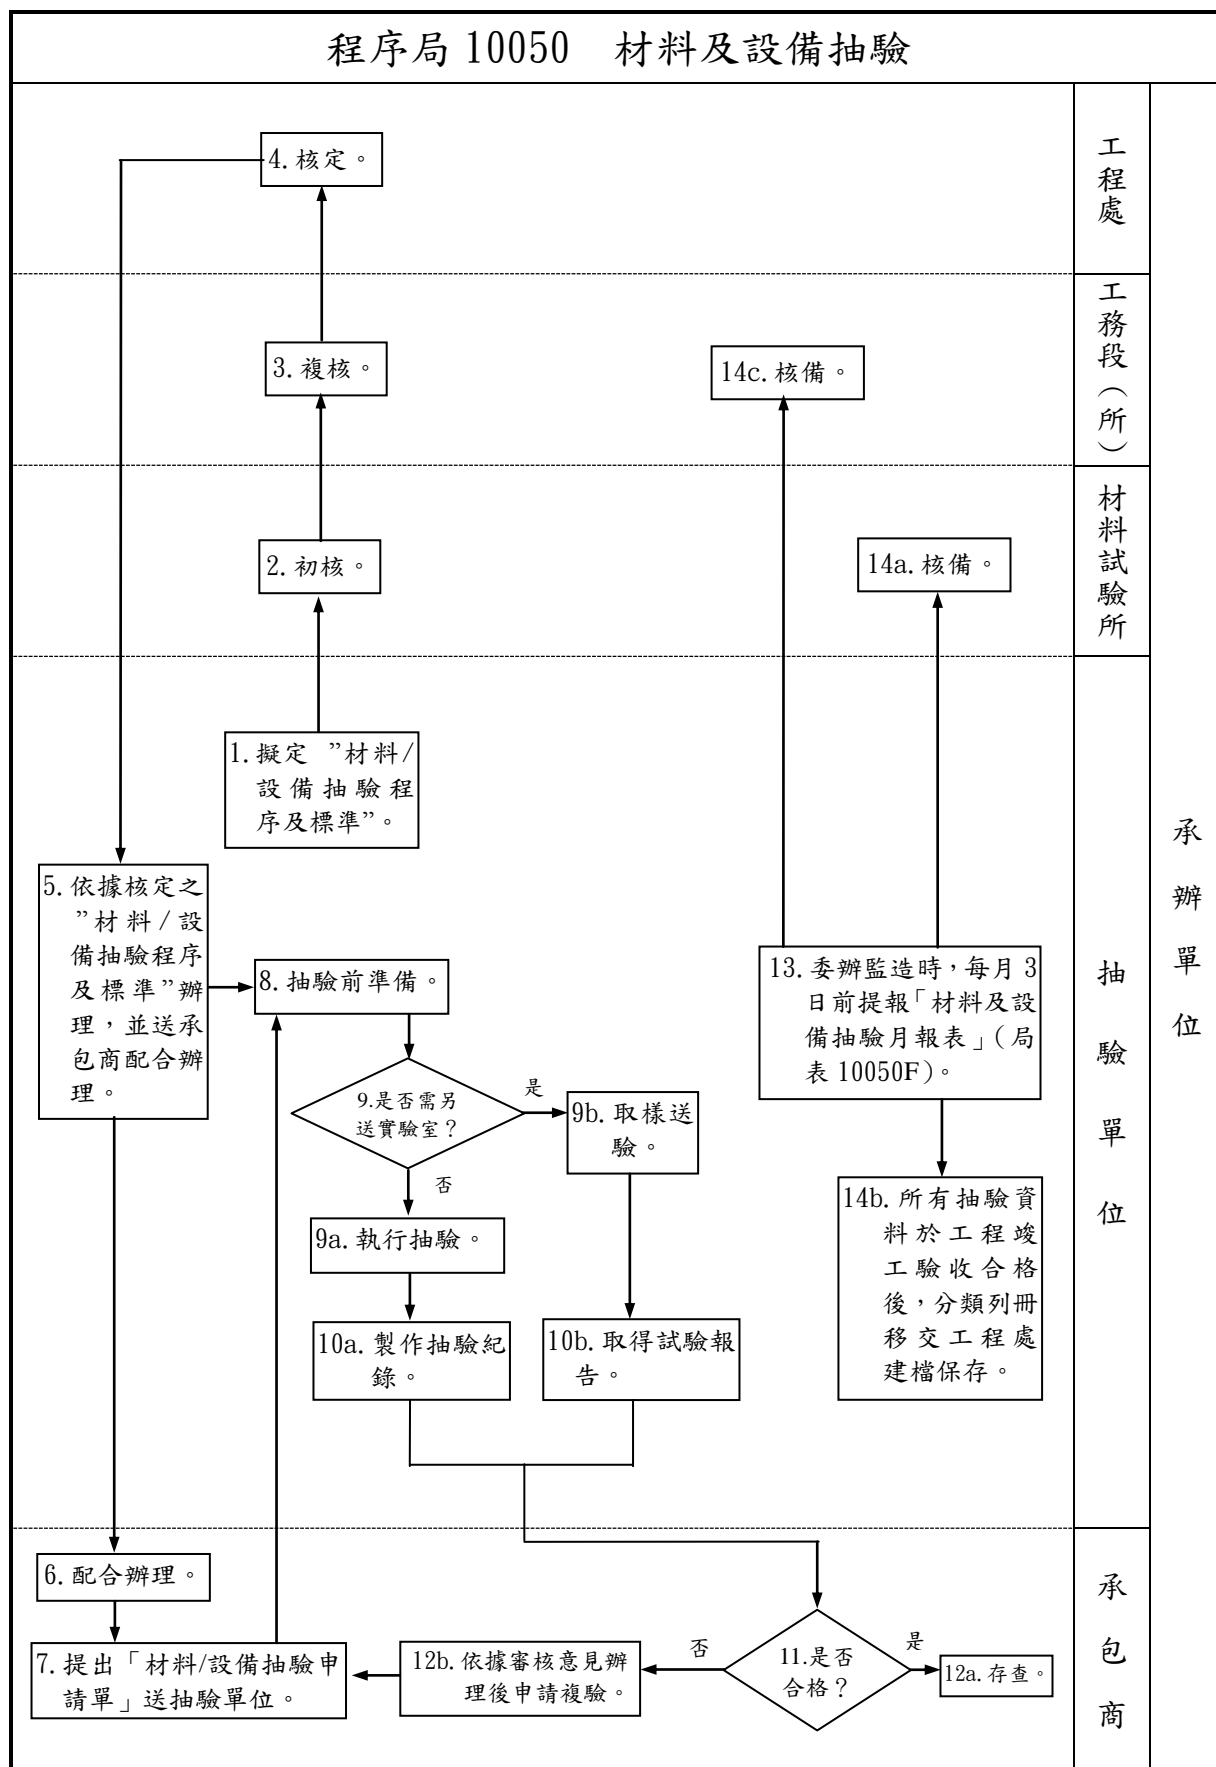 程序局 10050　材料及設備抽驗
4.核定。
工程處
3.複核。
14c.核備。
工務段（所）
2.初核。
14a.核備。
材料試驗所
1.擬定 ”材料/
設備抽驗程
序及標準”。
5.依據核定之
”材料/設
備抽驗程序
及標準”辦
理，並送承
包商配合辦
理。
8.抽驗前準備。
9.是否需另
送實驗室？
是
否
9b.取樣送
驗。
9a.執行抽驗。
10a.製作抽驗紀
錄。
10b.取得試驗報
告。
13.委辦監造時，每月 3
日前提報「材料及設
備抽驗月報表」（局
表 10050F）。
14b.所有抽驗資
料於工程竣
工驗收合格
後，分類列冊
移交工程處
建檔保存。
抽驗單位
承辦單位
6.配合辦理。
7.提出「材料/設備抽驗申
請單」送抽驗單位。
12b.依據審核意見辦
理後申請複驗。
否
11.是否
合格？
是
12a.存查。
承包商